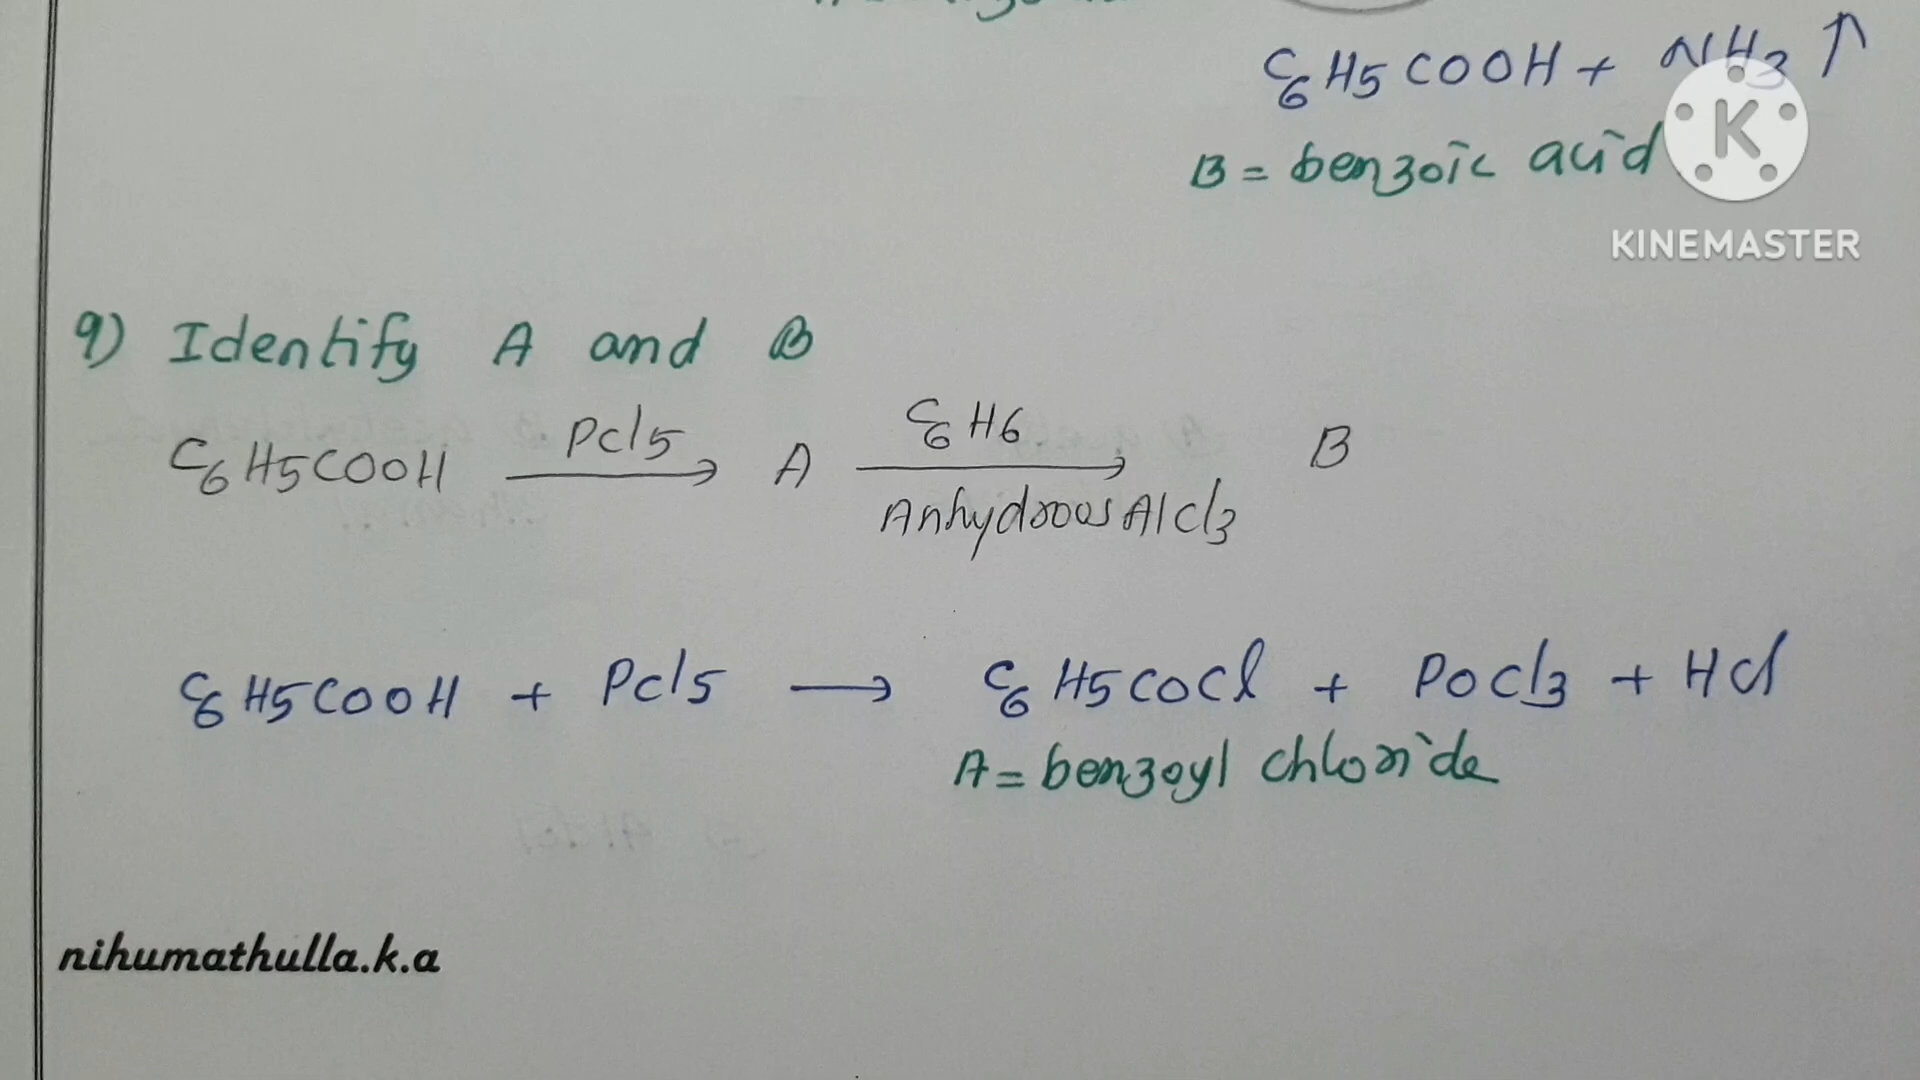 C6H5COOH + NH3 ↑
B = benzoic acid
K
KINEMASTER
9) Identify A and B
C6H5COOH —PCl5→ A —C6H6→ B
Anhydrous AlCl3
C6H5COOH + PCl5 → C6H5COCl + POCl3 + HCl
A = benzoyl chloride
nihumathulla.k.a